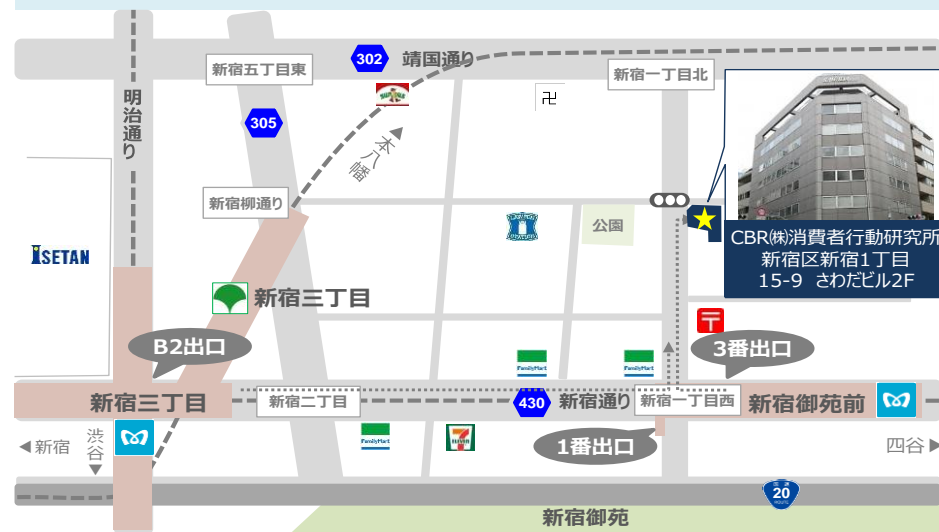 302
靖国通り
新宿五丁目東
新宿一丁目北
卍
明治通り
305
本八幡
新宿柳通り
公園
ISETAN
CBR㈱消費者行動研究所
新宿区新宿1丁目
15-9 さわだビル2F
新宿三丁目
〒
B2出口
3番出口
FamilyMart
FamilyMart
新宿三丁目
新宿二丁目
430
新宿通り
新宿一丁目西
新宿御苑前
新宿
渋谷
FamilyMart
1番出口
四谷
20
ROUTE
新宿御苑